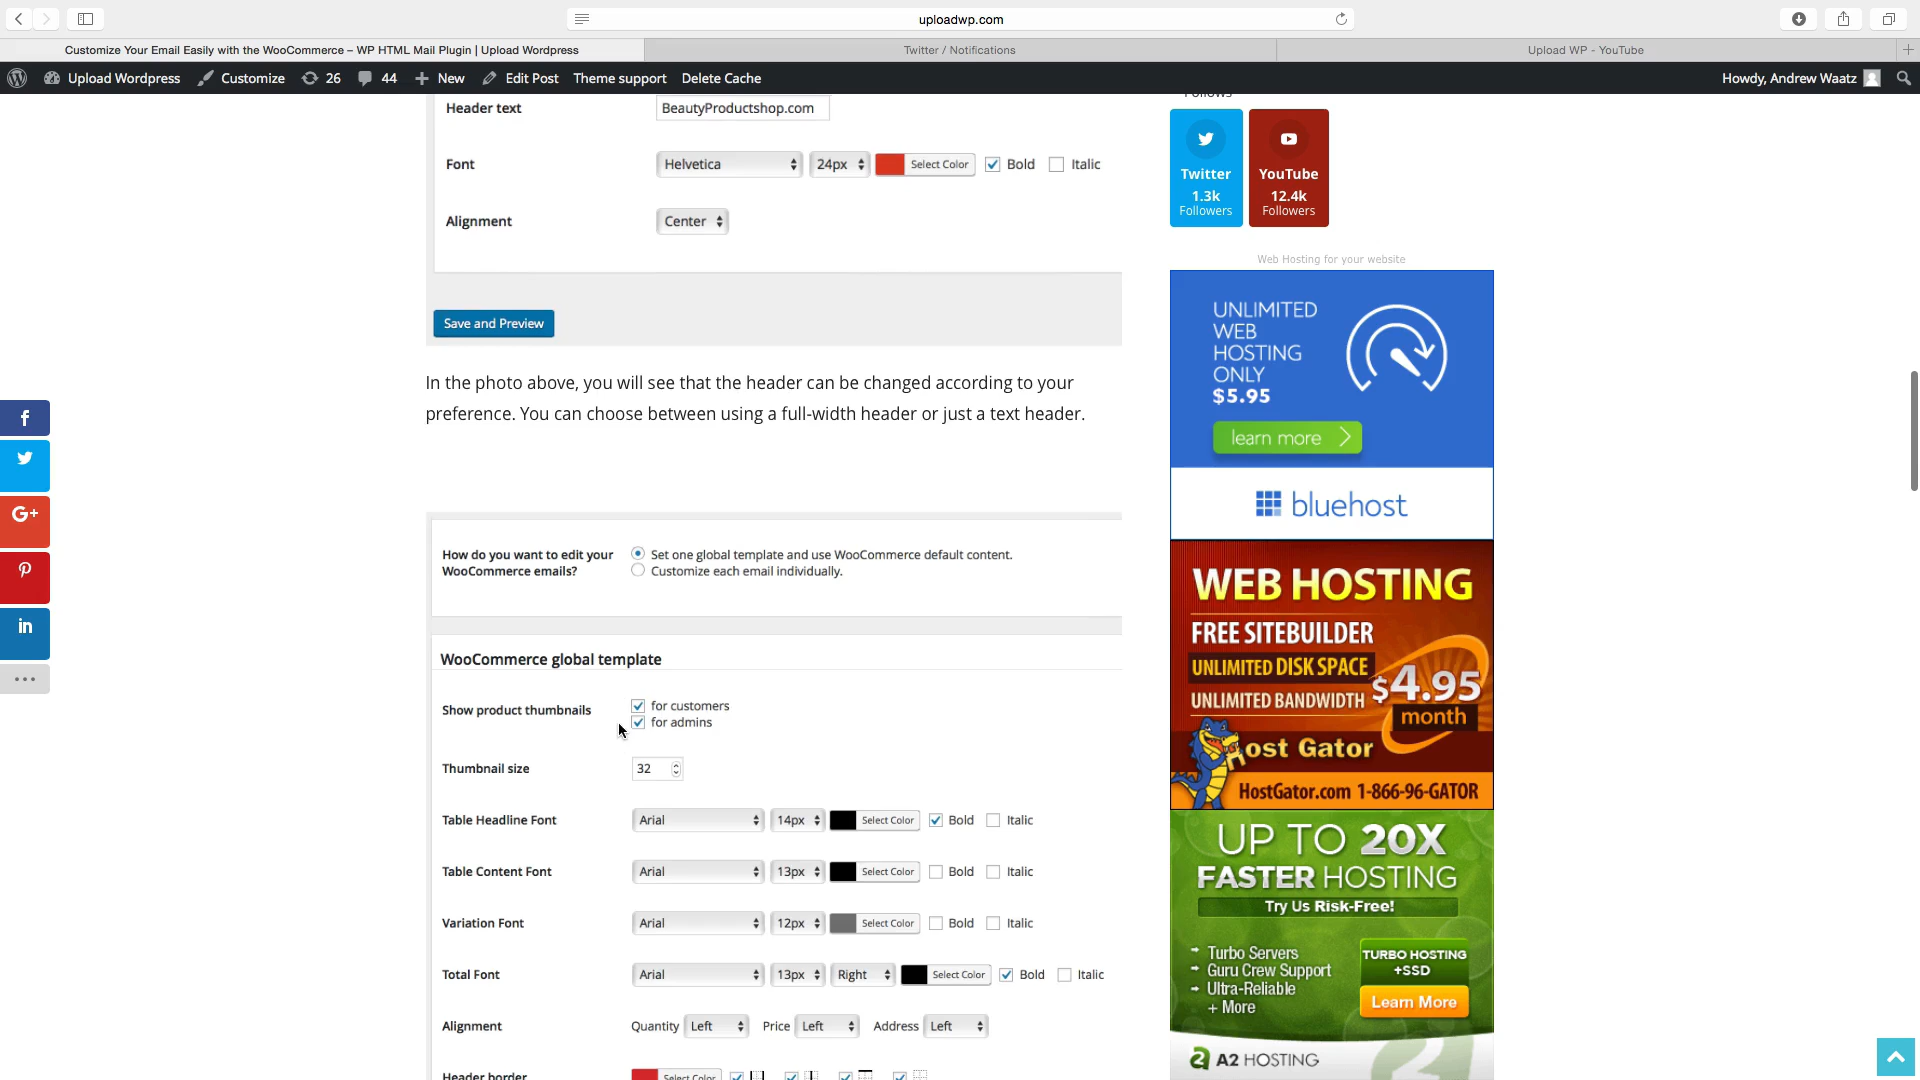 uploadwp.com
Customize Your Email Easily with the WooCommerce – WP HTML Mail Plugin | Upload Wordpress
Twitter / Notifications
Upload WP - YouTube
Upload Wordpress
Customize
26
44
New
Edit Post
Theme support
Delete Cache
Howdy, Andrew Waatz
Header text
BeautyProductshop.com
Font
Helvetica
24px
Select Color
Bold
Italic
Alignment
Center
Save and Preview
In the photo above, you will see that the header can be changed according to your
preference. You can choose between using a full-width header or just a text header.
How do you want to edit your
WooCommerce emails?
Set one global template and use WooCommerce default content.
Customize each email individually.
WooCommerce global template
Show product thumbnails
for customers
for admins
Thumbnail size
32
Table Headline Font
Arial
14px
Select Color
Bold
Italic
Table Content Font
Arial
13px
Select Color
Bold
Italic
Variation Font
Arial
12px
Select Color
Bold
Italic
Total Font
Arial
13px
Right
Select Color
Bold
Italic
Alignment
Quantity
Left
Price
Left
Address
Left
Header border
Select Color
f
G+
in
Follows
Twitter
1.3k
Followers
YouTube
12.4k
Followers
Web Hosting for your website
UNLIMITED
WEB
HOSTING
ONLY
$5.95
learn more
bluehost
WEB HOSTING
FREE SITEBUILDER
UNLIMITED DISK SPACE
UNLIMITED BANDWIDTH
$4.95
month
Host Gator
HostGator.com 1-866-96-GATOR
UP TO 20X
FASTER HOSTING
Try Us Risk-Free!
Turbo Servers
Guru Crew Support
Ultra-Reliable
+ More
TURBO HOSTING
+SSD
Learn More
A2 HOSTING